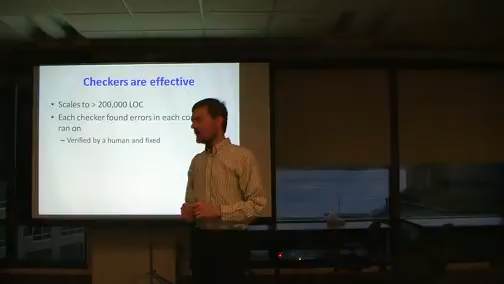 Checkers are effective
• Scales to > 200,000 LOC
• Each checker found errors in each
ran on
– Verified by a human and fixed